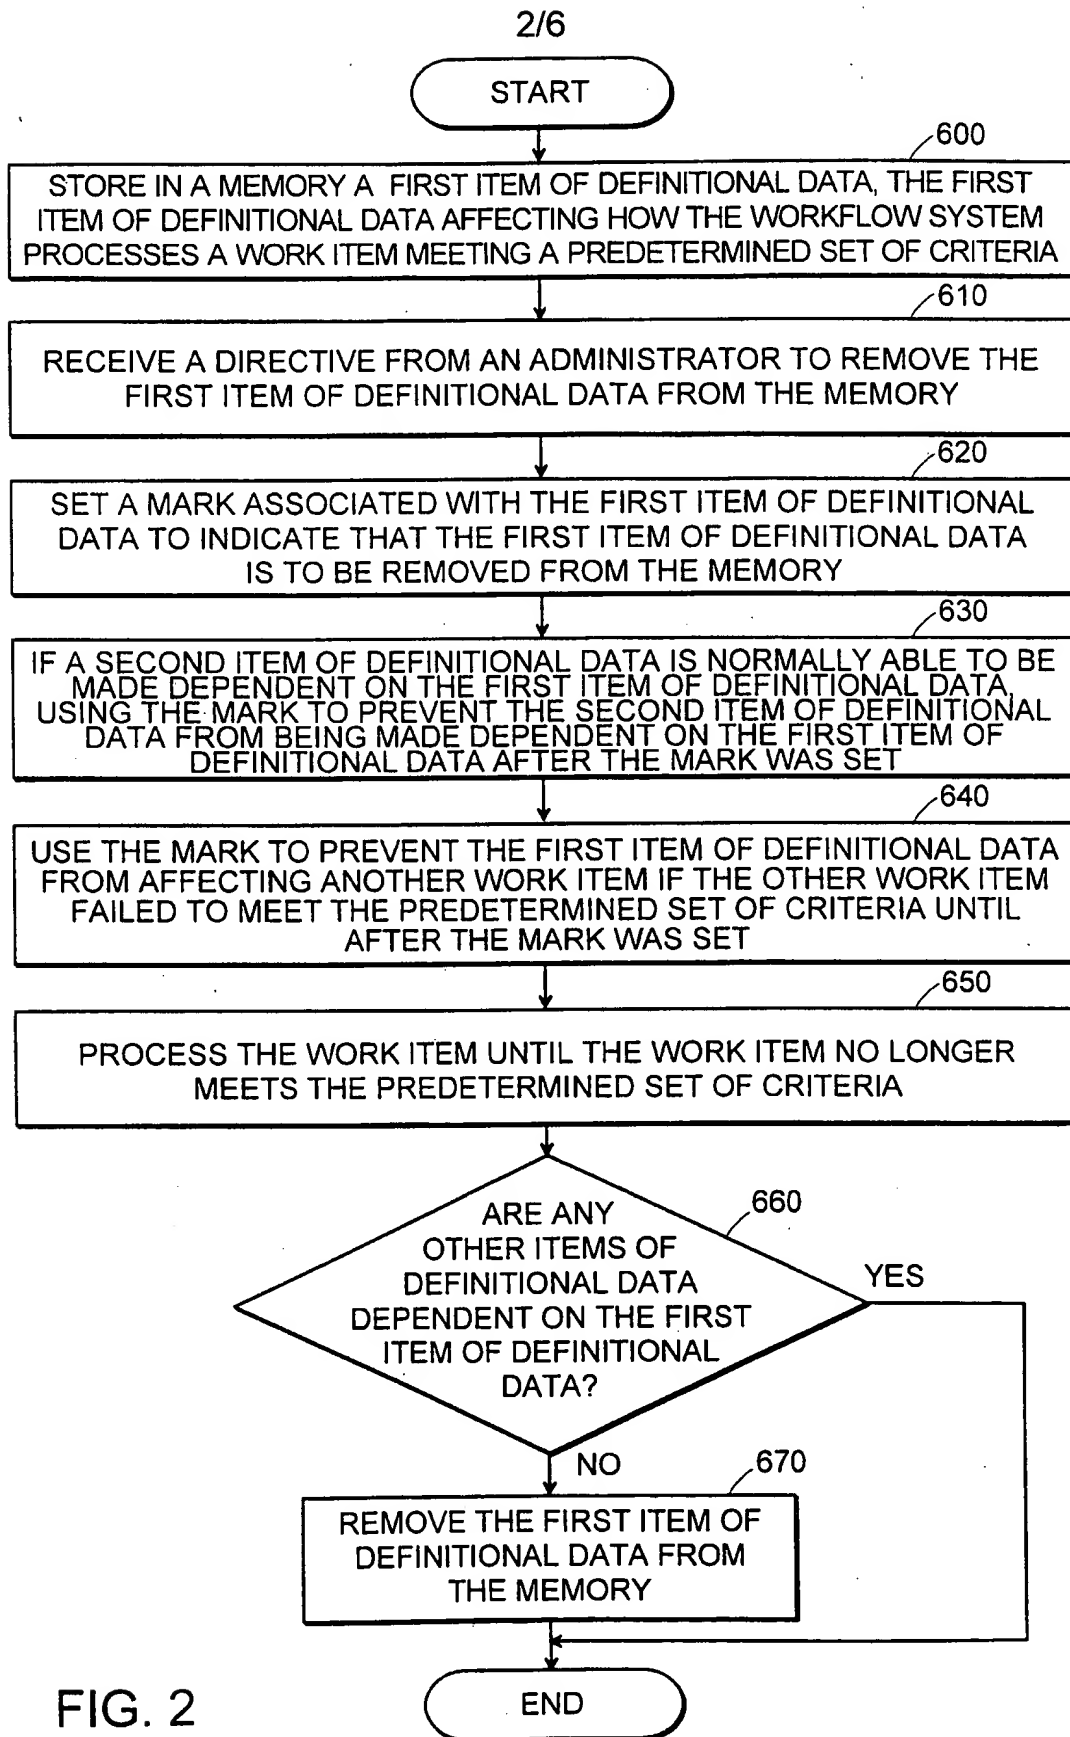 2/6
START
600
STORE IN A MEMORY A FIRST ITEM OF DEFINITIONAL DATA, THE FIRST
ITEM OF DEFINITIONAL DATA AFFECTING HOW THE WORKFLOW SYSTEM
PROCESSES A WORK ITEM MEETING A PREDETERMINED SET OF CRITERIA
610
RECEIVE A DIRECTIVE FROM AN ADMINISTRATOR TO REMOVE THE
FIRST ITEM OF DEFINITIONAL DATA FROM THE MEMORY
620
SET A MARK ASSOCIATED WITH THE FIRST ITEM OF DEFINITIONAL
DATA TO INDICATE THAT THE FIRST ITEM OF DEFINITIONAL DATA
IS TO BE REMOVED FROM THE MEMORY
630
IF A SECOND ITEM OF DEFINITIONAL DATA IS NORMALLY ABLE TO BE
MADE DEPENDENT ON THE FIRST ITEM OF DEFINITIONAL DATA,
USING THE MARK TO PREVENT THE SECOND ITEM OF DEFINITIONAL
DATA FROM BEING MADE DEPENDENT ON THE FIRST ITEM OF
DEFINITIONAL DATA AFTER THE MARK WAS SET
640
USE THE MARK TO PREVENT THE FIRST ITEM OF DEFINITIONAL DATA
FROM AFFECTING ANOTHER WORK ITEM IF THE OTHER WORK ITEM
FAILED TO MEET THE PREDETERMINED SET OF CRITERIA UNTIL
AFTER THE MARK WAS SET
650
PROCESS THE WORK ITEM UNTIL THE WORK ITEM NO LONGER
MEETS THE PREDETERMINED SET OF CRITERIA
660
ARE ANY
OTHER ITEMS OF
DEFINITIONAL DATA
DEPENDENT ON THE FIRST
ITEM OF DEFINITIONAL
DATA?
YES
NO
670
REMOVE THE FIRST ITEM OF
DEFINITIONAL DATA FROM
THE MEMORY
END
FIG. 2